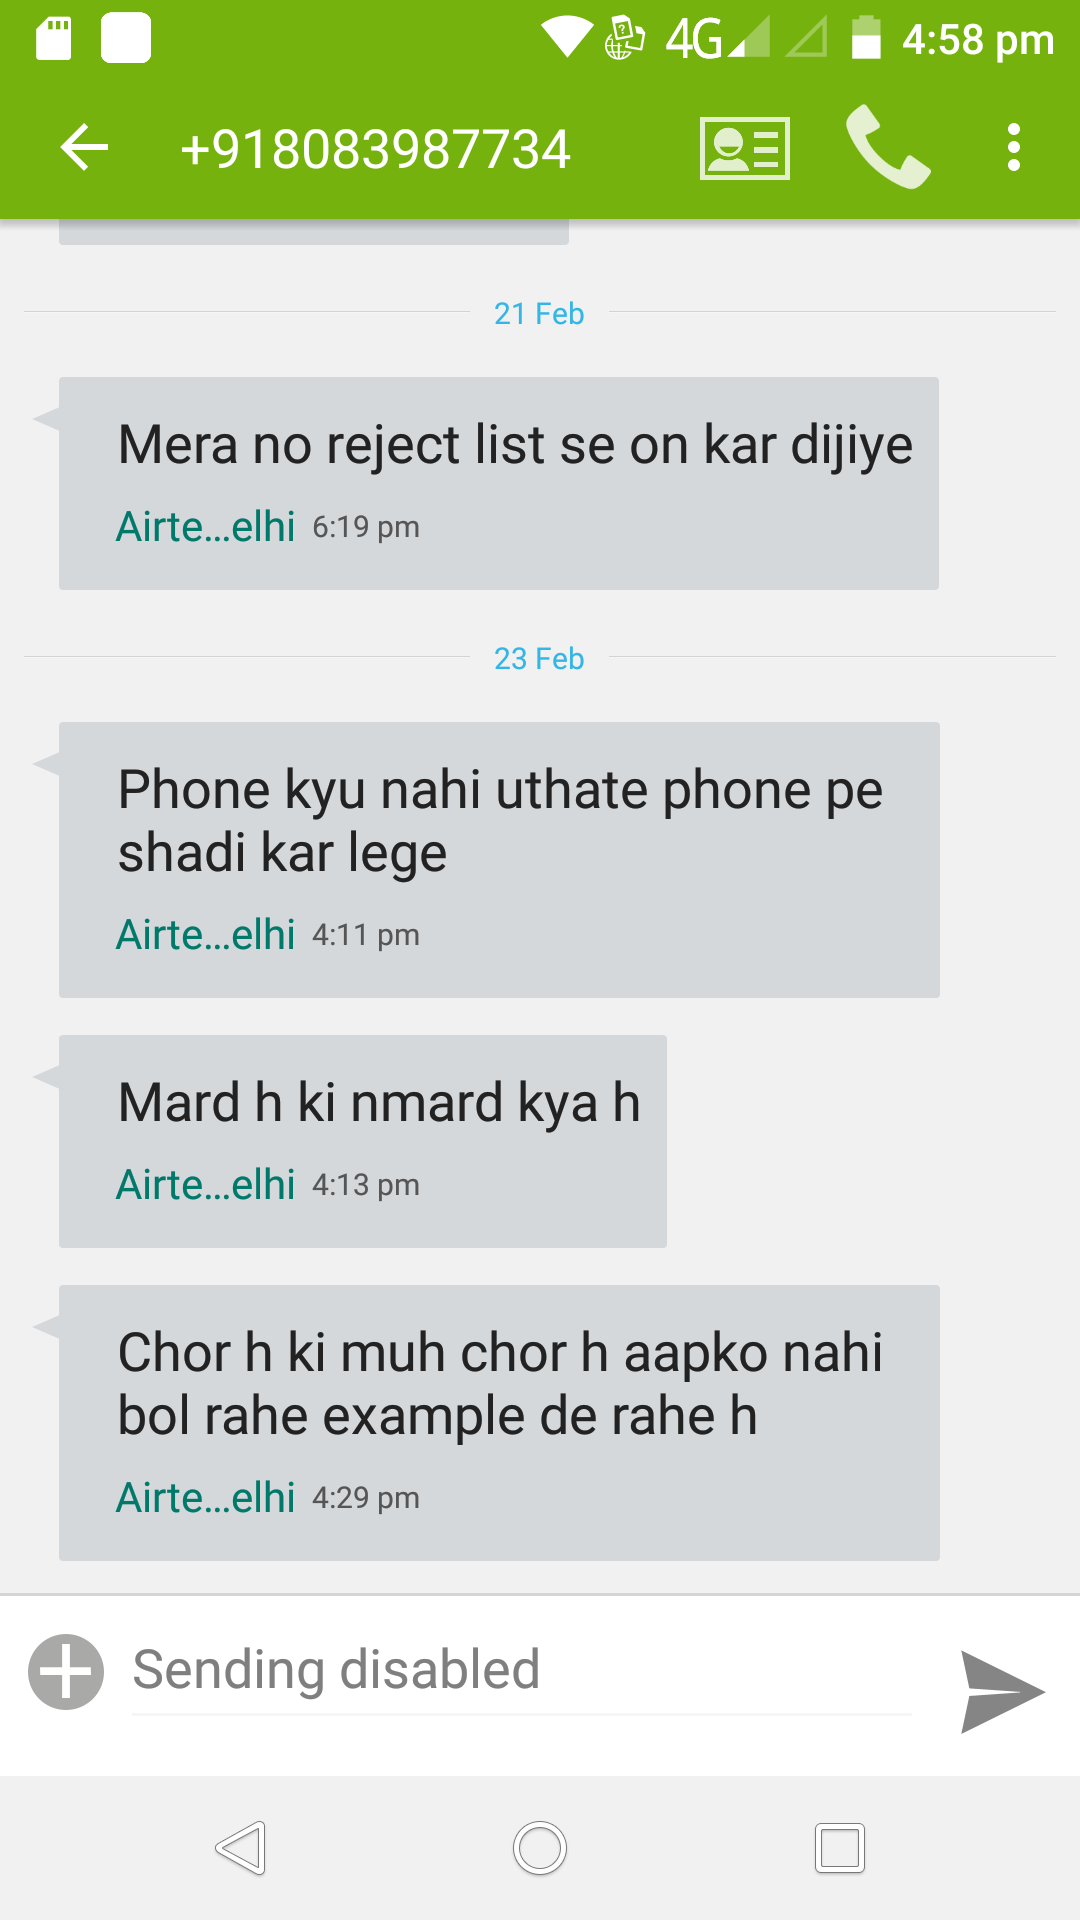 4G 4:58 pm
+918083987734
21 Feb
Mera no reject list se on kar dijiye
Airte...elhi 6:19 pm
23 Feb
Phone kyu nahi uthate phone pe
shadi kar lege
Airte...elhi 4:11 pm
Mard h ki nmard kya h
Airte...elhi 4:13 pm
Chor h ki muh chor h aapko nahi
bol rahe example de rahe h
Airte...elhi 4:29 pm
Sending disabled